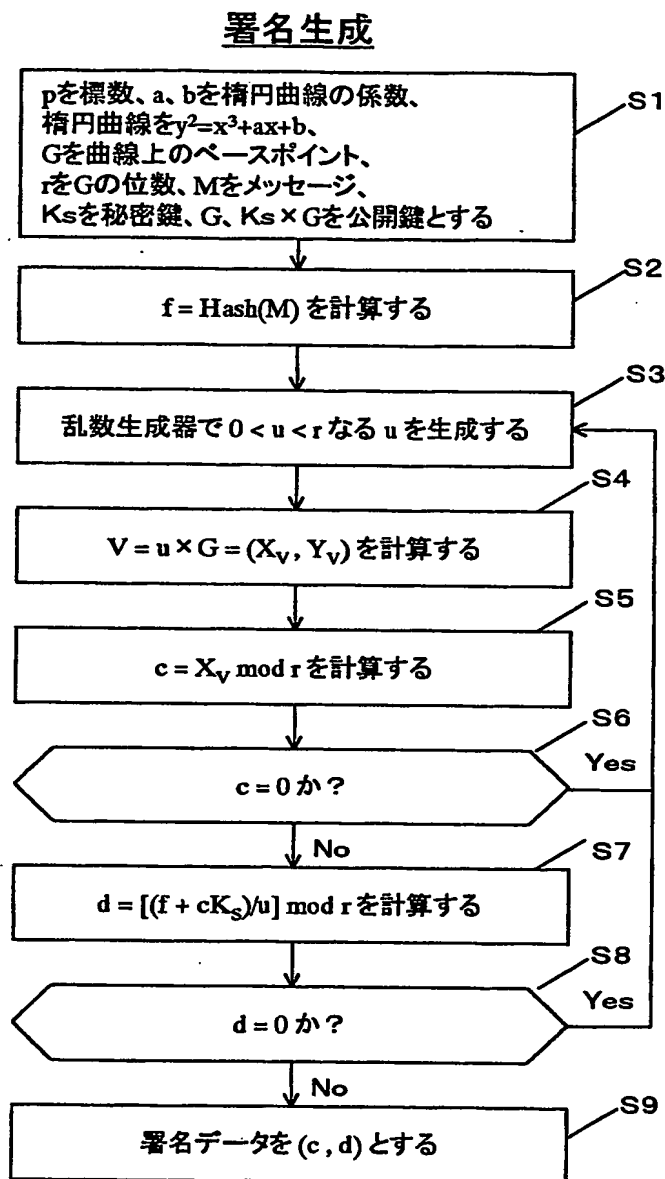 署名生成
pを標数、a、bを楕円曲線の係数、
楕円曲線をy²=x³+ax+b、
Gを曲線上のベースポイント、
rをGの位数、Mをメッセージ、
Ksを秘密鍵、G、Ks×Gを公開鍵とする
S1
f = Hash(M) を計算する
S2
乱数生成器で 0 < u < r なる u を生成する
S3
V = u × G = (X_V, Y_V) を計算する
S4
c = X_V mod r を計算する
S5
c = 0 か？
S6
Yes
No
d = [(f + cK_S)/u] mod r を計算する
S7
d = 0 か？
S8
Yes
No
署名データを (c , d) とする
S9